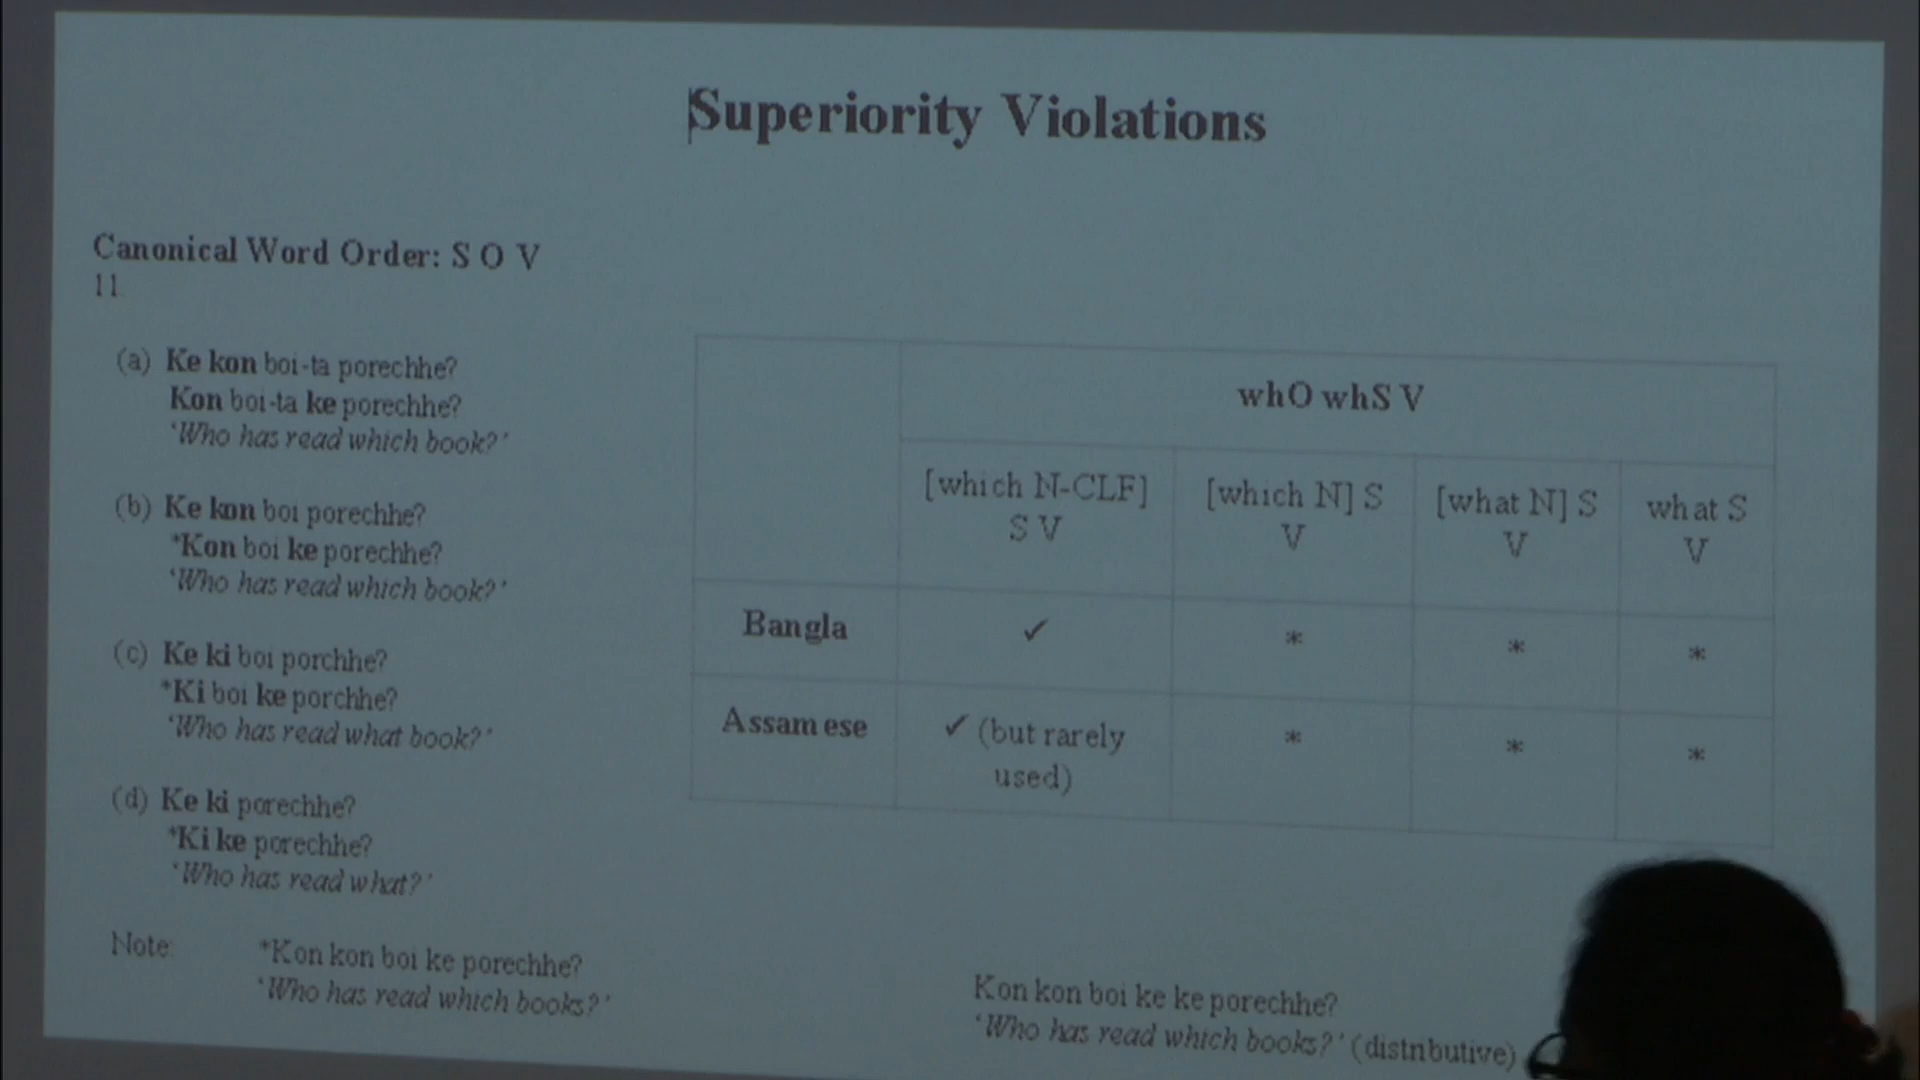 Superiority Violations
Canonical Word Order: S O V
11
(a) Ke kon boi-ta porechhe?
Kon boi-ta ke porechhe?
‘Who has read which book?’
(b) Ke kon boi porechhe?
*Kon boi ke porechhe?
‘Who has read which book?’
(c) Ke ki boi porchhe?
*Ki boi ke porchhe?
‘Who has read what book?’
(d) Ke ki porechhe?
*Ki ke porechhe?
‘Who has read what?’
Note: *Kon kon boi ke porechhe?
‘Who has read which books?’
whO whS V
[which N-CLF] S V
[which N] S V
[what N] S V
what S V
Bangla ✓ * * *
Assamese ✓ (but rarely used) * * *
Kon kon boi ke ke porechhe?
‘Who has read which books?’ (distributive)